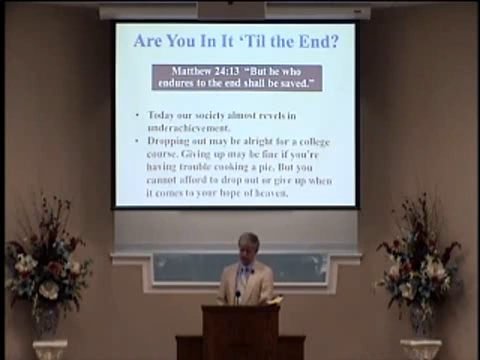 Are You In It ‘Til the End?
Matthew 24:13 “But he who
endures to the end shall be saved.”
• Today our society almost revels in
underachievement.
• Dropping out may be alright for a college
course. Giving up may be fine if you're
having trouble cooking a pie. But you
cannot afford to drop out or give up when
it comes to your hope of heaven.